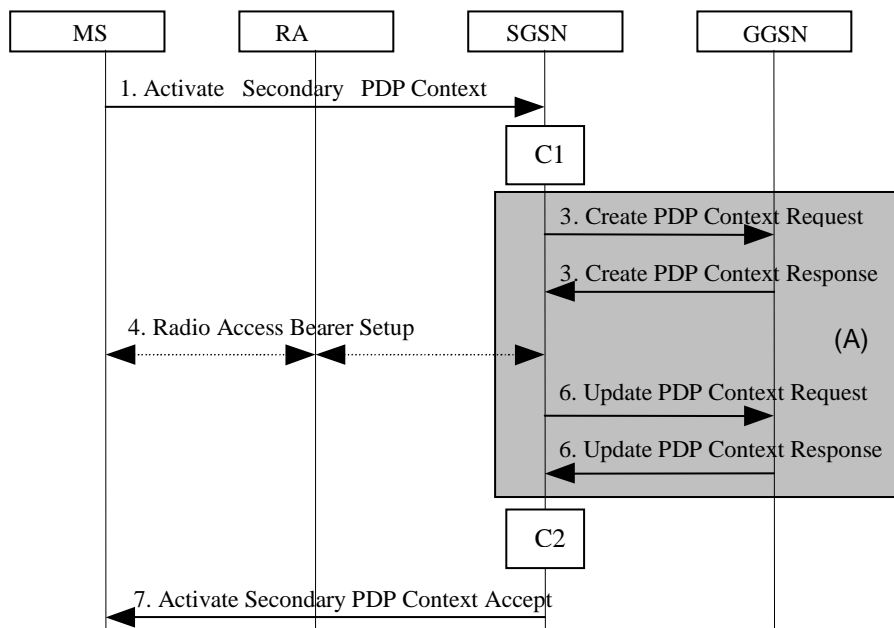 MS
RA
SGSN
GGSN
1. Activate Secondary PDP Context
C1
3. Create PDP Context Request
3. Create PDP Context Response
4. Radio Access Bearer Setup
(A)
6. Update PDP Context Request
6. Update PDP Context Response
C2
7. Activate Secondary PDP Context Accept